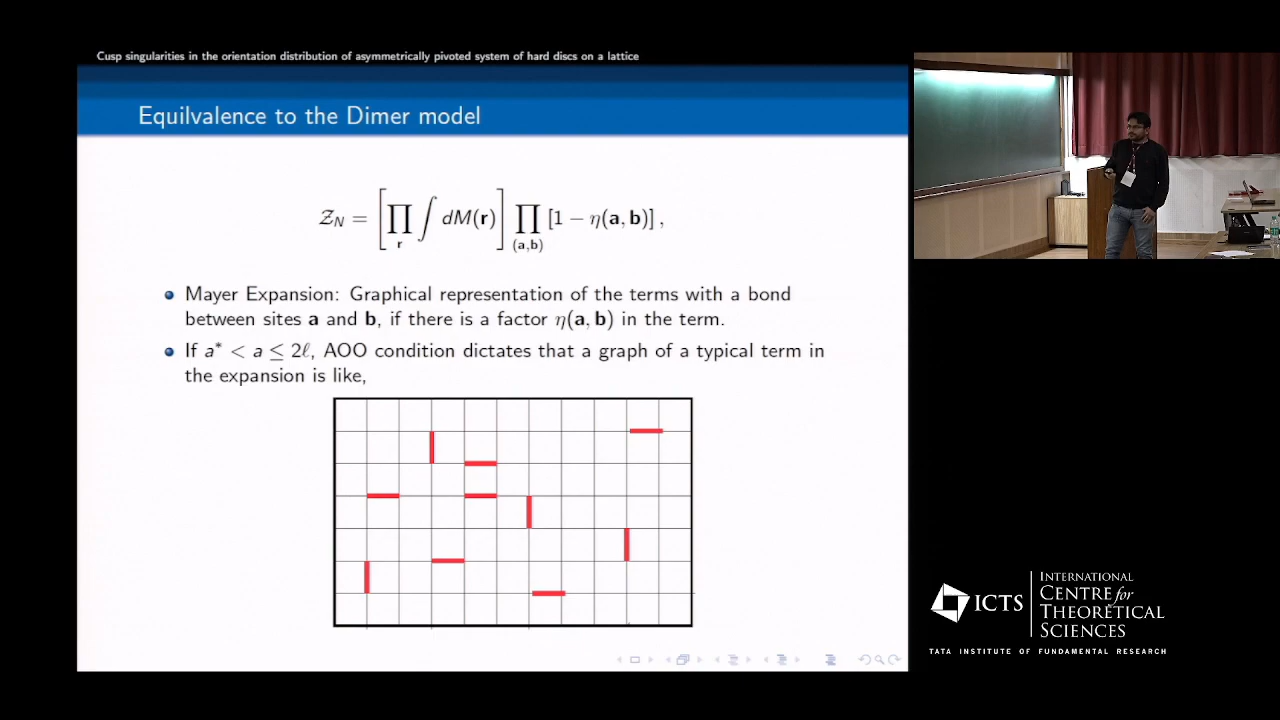 Cusp singularities in the orientation distribution of asymmetrically pivoted system of hard discs on a lattice
Equilvalence to the Dimer model
𝒵_N = [∏_r ∫ dM(r)] ∏_(a,b) [1 − η(a, b)] ,
Mayer Expansion: Graphical representation of the terms with a bond
between sites a and b, if there is a factor η(a, b) in the term.
If a* < a ≤ 2ℓ, AOO condition dictates that a graph of a typical term in
the expansion is like,
ICTS
INTERNATIONAL
CENTRE for
THEORETICAL
SCIENCES
TATA INSTITUTE OF FUNDAMENTAL RESEARCH